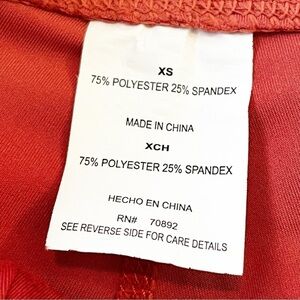 XS
75% POLYESTER 25% SPANDEX
MADE IN CHINA
XCH
75% POLYESTER 25% SPANDEX
HECHO EN CHINA
RN# 70892
SEE REVERSE SIDE FOR CARE DETAILS